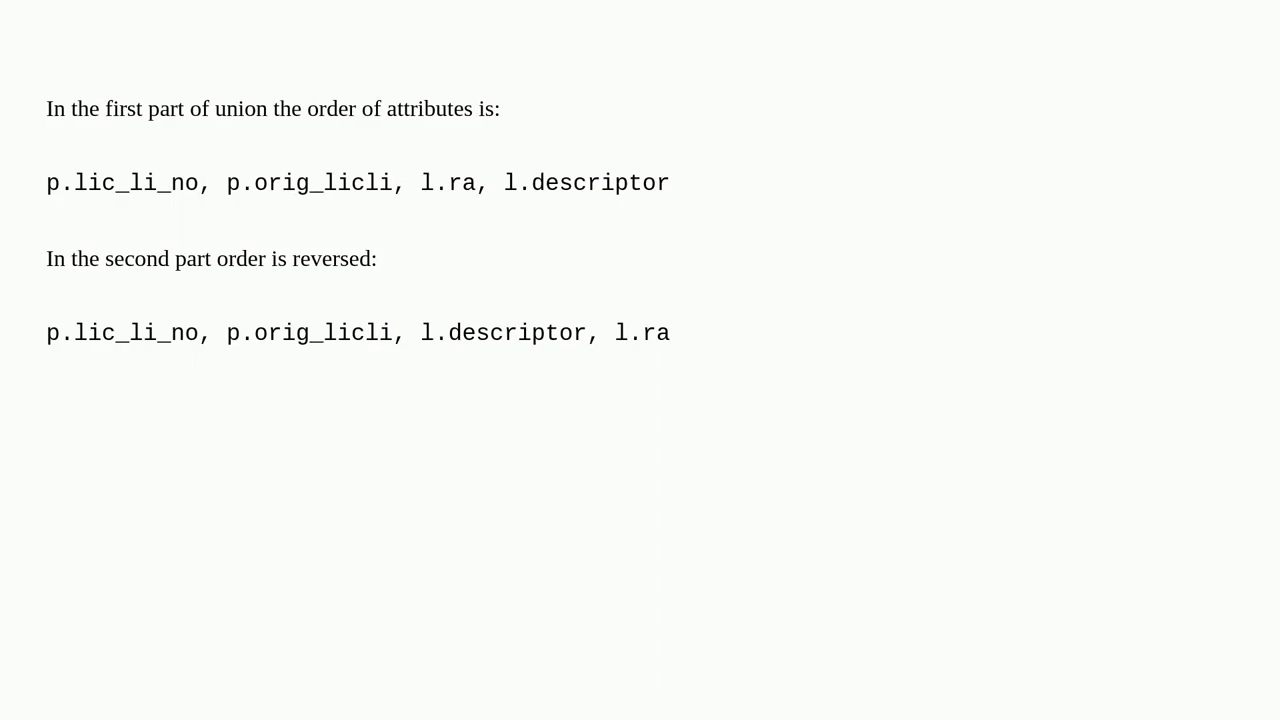 In the first part of union the order of attributes is:
p.lic_li_no, p.orig_licli, l.ra, l.descriptor
In the second part order is reversed:
p.lic_li_no, p.orig_licli, l.descriptor, l.ra